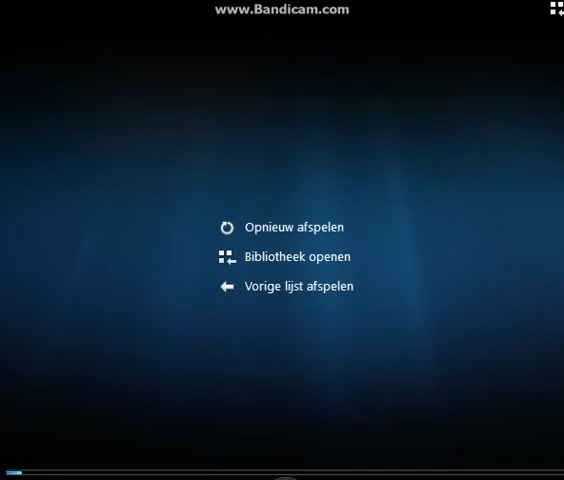 www.Bandicam.com
Opnieuw afspelen
Bibliotheek openen
Vorige lijst afspelen